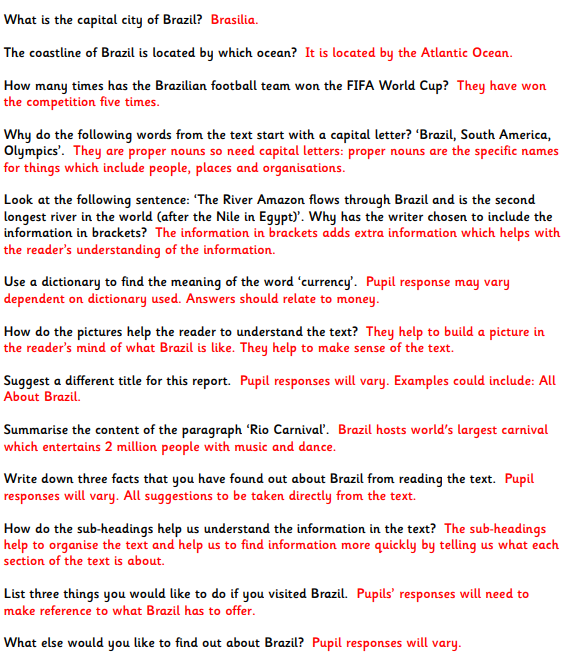 What is the capital city of Brazil? Brasilia.
The coastline of Brazil is located by which ocean? It is located by the Atlantic Ocean.
How many times has the Brazilian football team won the FIFA World Cup? They have won
the competition five times.
Why do the following words from the text start with a capital letter? ‘Brazil, South America,
Olympics’. They are proper nouns so need capital letters: proper nouns are the specific names
for things which include people, places and organisations.
Look at the following sentence: ‘The River Amazon flows through Brazil and is the second
longest river in the world (after the Nile in Egypt)’. Why has the writer chosen to include the
information in brackets? The information in brackets adds extra information which helps with
the reader’s understanding of the information.
Use a dictionary to find the meaning of the word ‘currency’. Pupil response may vary
dependent on dictionary used. Answers should relate to money.
How do the pictures help the reader to understand the text? They help to build a picture in
the reader’s mind of what Brazil is like. They help to make sense of the text.
Suggest a different title for this report. Pupil responses will vary. Examples could include: All
About Brazil.
Summarise the content of the paragraph ‘Rio Carnival’. Brazil hosts world’s largest carnival
which entertains 2 million people with music and dance.
Write down three facts that you have found out about Brazil from reading the text. Pupil
responses will vary. All suggestions to be taken directly from the text.
How do the sub-headings help us understand the information in the text? The sub-headings
help to organise the text and help us to find information more quickly by telling us what each
section of the text is about.
List three things you would like to do if you visited Brazil. Pupils’ responses will need to
make reference to what Brazil has to offer.
What else would you like to find out about Brazil? Pupil responses will vary.